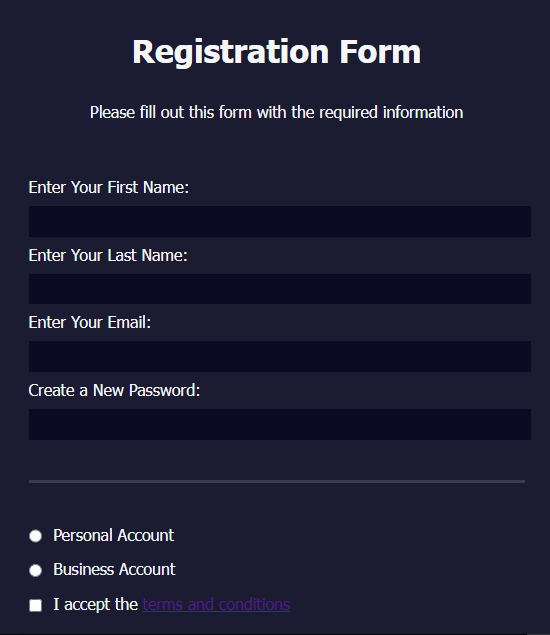 Registration Form
Please fill out this form with the required information
Enter Your First Name:
Enter Your Last Name:
Enter Your Email:
Create a New Password:
Personal Account
Business Account
I accept the terms and conditions